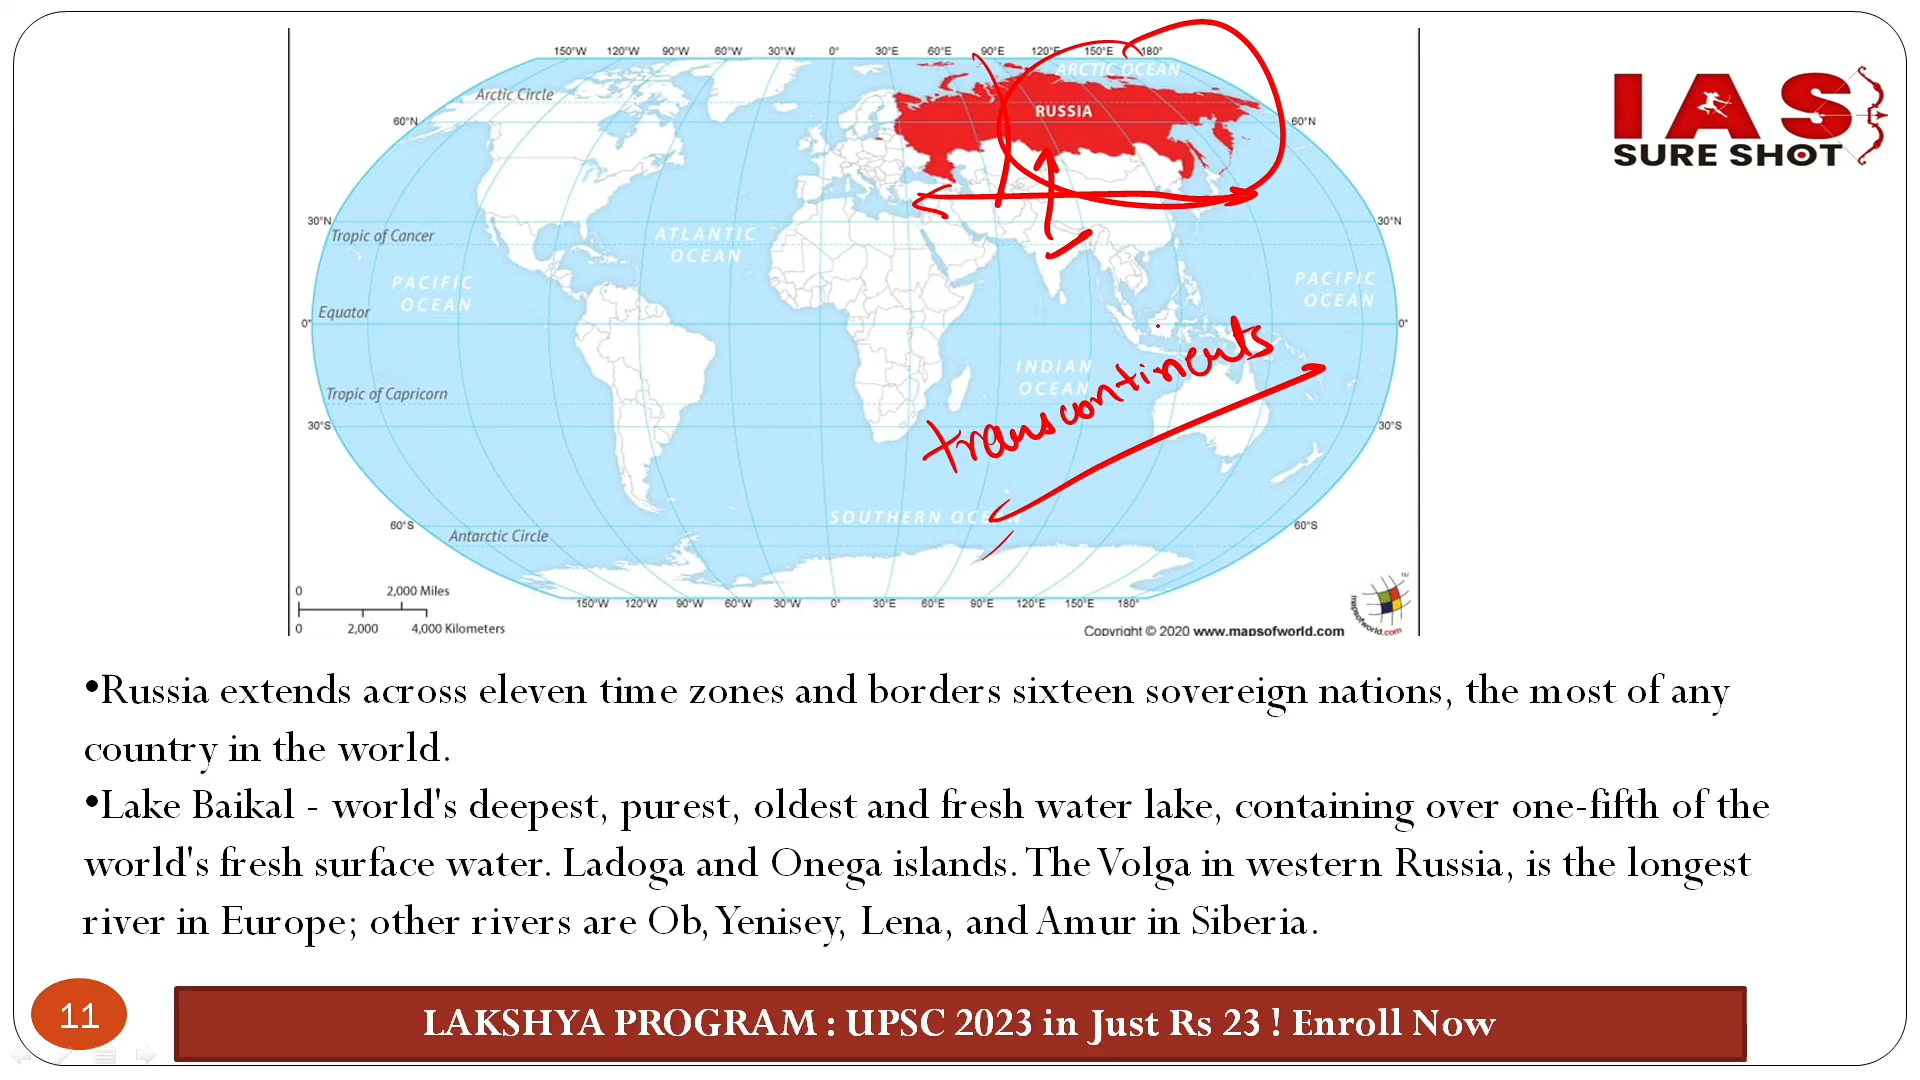 150°W 120°W 90°W 60°W 30°W 0° 30°E 60°E 90°E 120°E 150°E 180°
ARCTIC OCEAN
Arctic Circle
RUSSIA
60°N 60°N
IAS
SURE SHOT
30°N 30°N
Tropic of Cancer
ATLANTIC
OCEAN
PACIFIC
OCEAN
PACIFIC
OCEAN
Equator
0° 0°
INDIAN
OCEAN
transcontinents
Tropic of Capricorn
30°S 30°S
SOUTHERN OCEAN
60°S 60°S
Antarctic Circle
0 2,000 Miles
0 2,000 4,000 Kilometers
150°W 120°W 90°W 60°W 30°W 0° 30°E 60°E 90°E 120°E 150°E 180°
mapsofworld.com
Copyright © 2020 www.mapsofworld.com
•Russia extends across eleven time zones and borders sixteen sovereign nations, the most of any
country in the world.
•Lake Baikal - world's deepest, purest, oldest and fresh water lake, containing over one-fifth of the
world's fresh surface water. Ladoga and Onega islands. The Volga in western Russia, is the longest
river in Europe; other rivers are Ob, Yenisey, Lena, and Amur in Siberia.
11
LAKSHYA PROGRAM : UPSC 2023 in Just Rs 23 ! Enroll Now